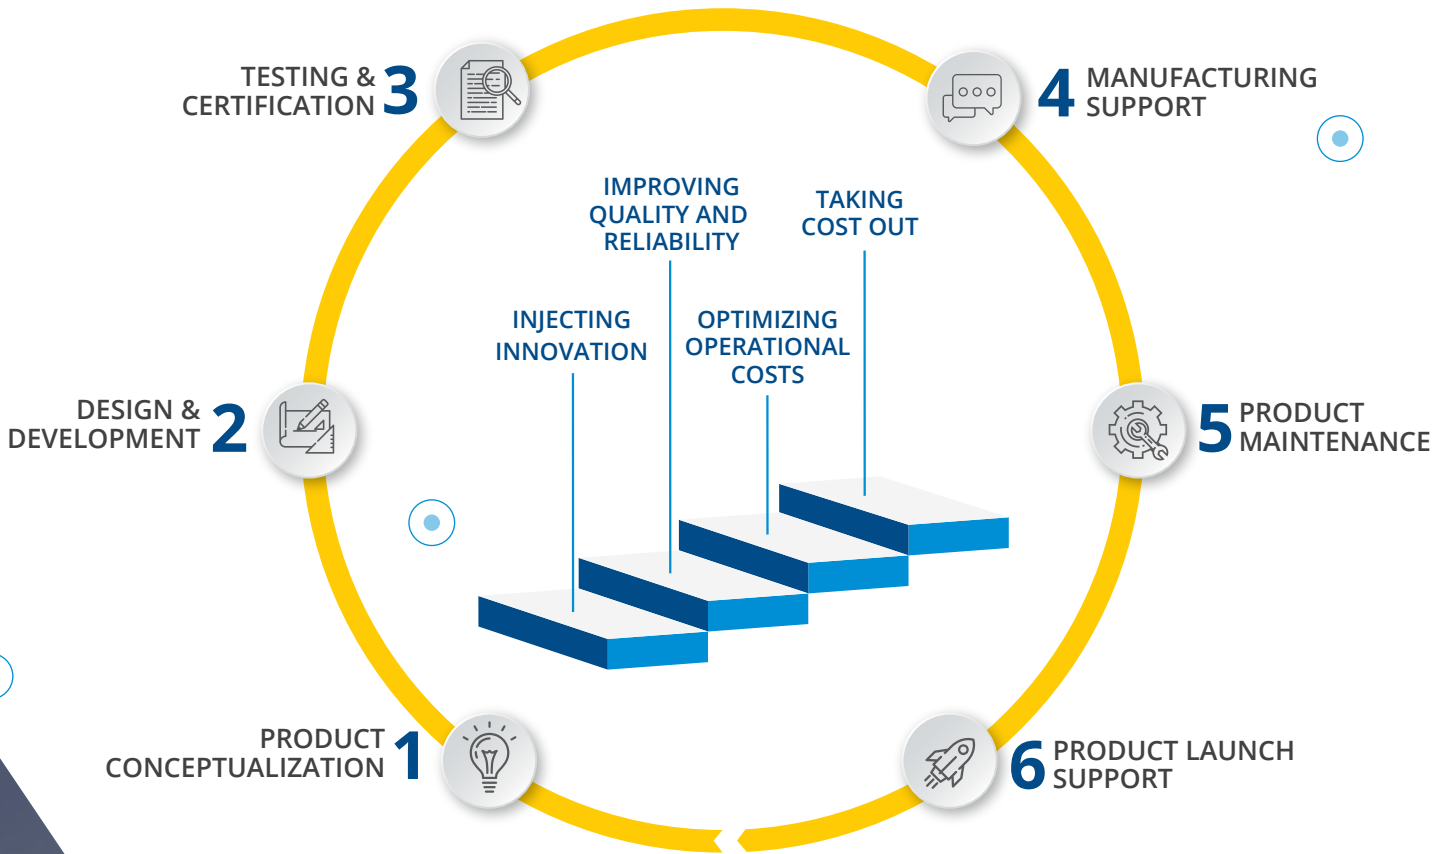 TESTING &
CERTIFICATION
3
4
MANUFACTURING
SUPPORT
IMPROVING
QUALITY AND
RELIABILITY
TAKING
COST OUT
INJECTING
INNOVATION
OPTIMIZING
OPERATIONAL
COSTS
DESIGN &
DEVELOPMENT
2
5
PRODUCT
MAINTENANCE
PRODUCT
CONCEPTUALIZATION
1
6
PRODUCT LAUNCH
SUPPORT